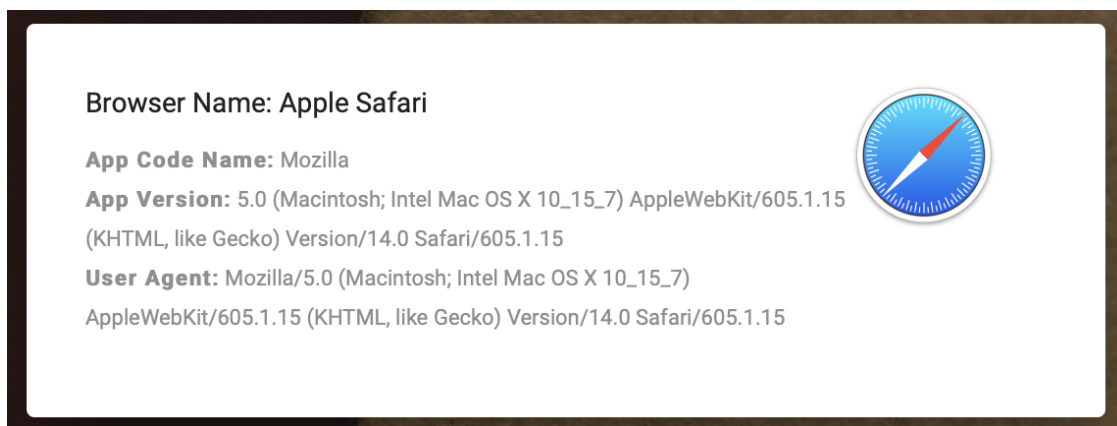 Browser Name: Apple Safari
App Code Name: Mozilla
App Version: 5.0 (Macintosh; Intel Mac OS X 10_15_7) AppleWebKit/605.1.15
(KHTML, like Gecko) Version/14.0 Safari/605.1.15
User Agent: Mozilla/5.0 (Macintosh; Intel Mac OS X 10_15_7)
AppleWebKit/605.1.15 (KHTML, like Gecko) Version/14.0 Safari/605.1.15